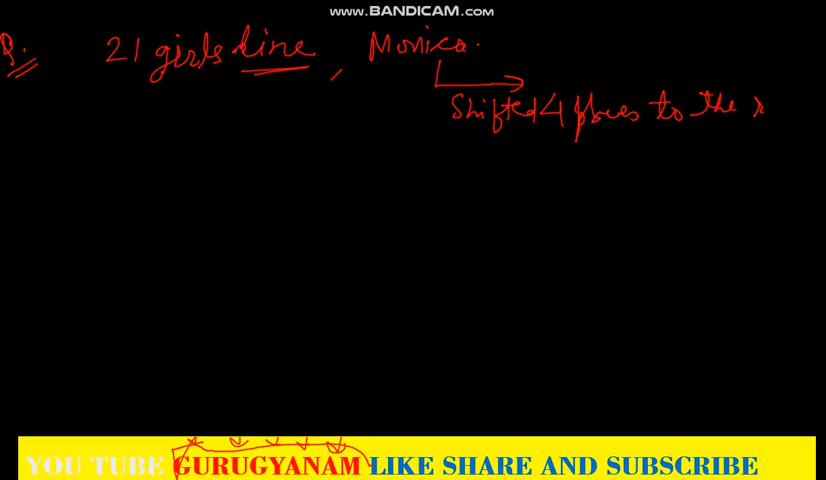 WWW.BANDICAM.COM
Q. 21 girls line, Monica.
Shifted 4 places to the r
YOU TUBE GURUGYANAM LIKE SHARE AND SUBSCRIBE